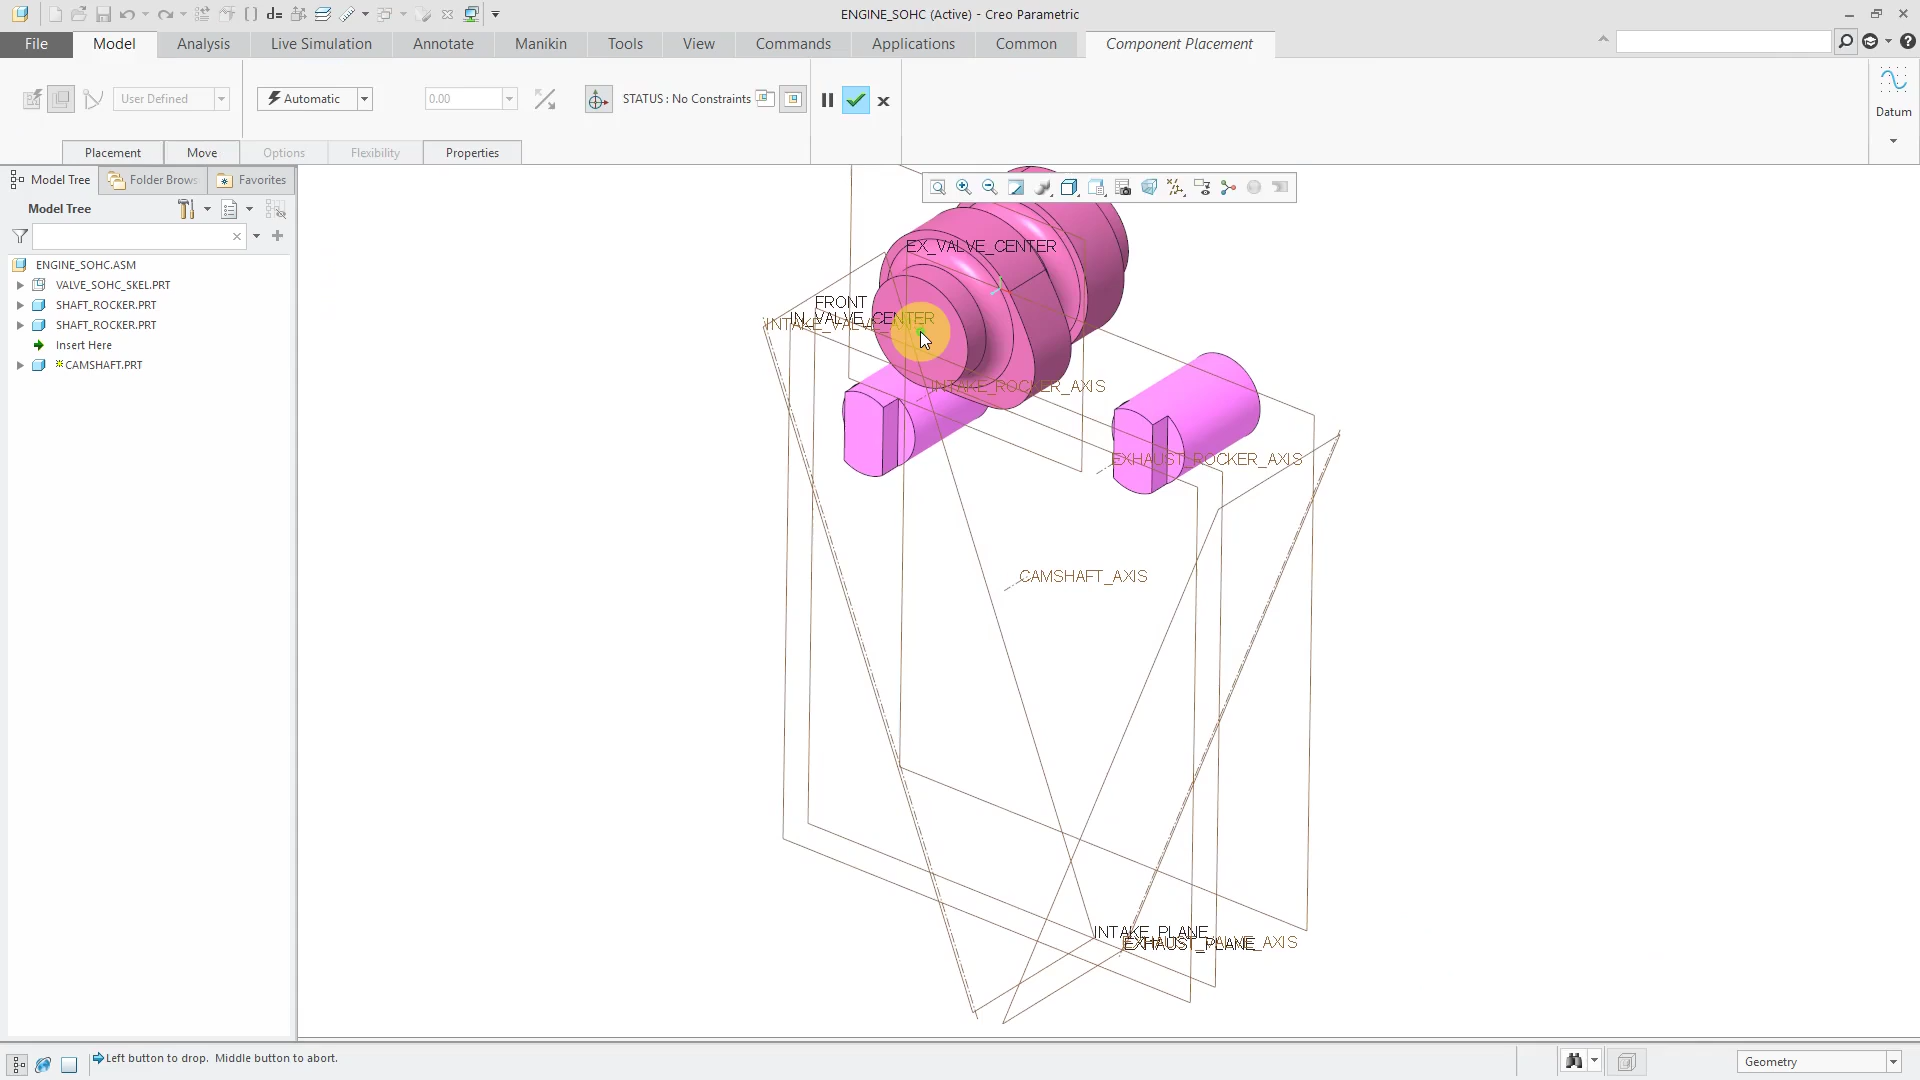 ENGINE_SOHC (Active) - Creo Parametric
File
Model
Analysis
Live Simulation
Annotate
Manikin
Tools
View
Commands
Applications
Common
Component Placement
User Defined
Automatic
0.00
STATUS : No Constraints
Datum
Placement
Move
Options
Flexibility
Properties
Model Tree
Folder Brows
Favorites
Model Tree
ENGINE_SOHC.ASM
VALVE_SOHC_SKEL.PRT
SHAFT_ROCKER.PRT
SHAFT_ROCKER.PRT
Insert Here
CAMSHAFT.PRT
EX_VALVE_CENTER
FRONT
IN_VALVE_CENTER
INTAKE_ROCKER_AXIS
EXHAUST_ROCKER_AXIS
CAMSHAFT_AXIS
INTAKE_PLANE
EXHAUST_PLANE
Left button to drop. Middle button to abort.
Geometry